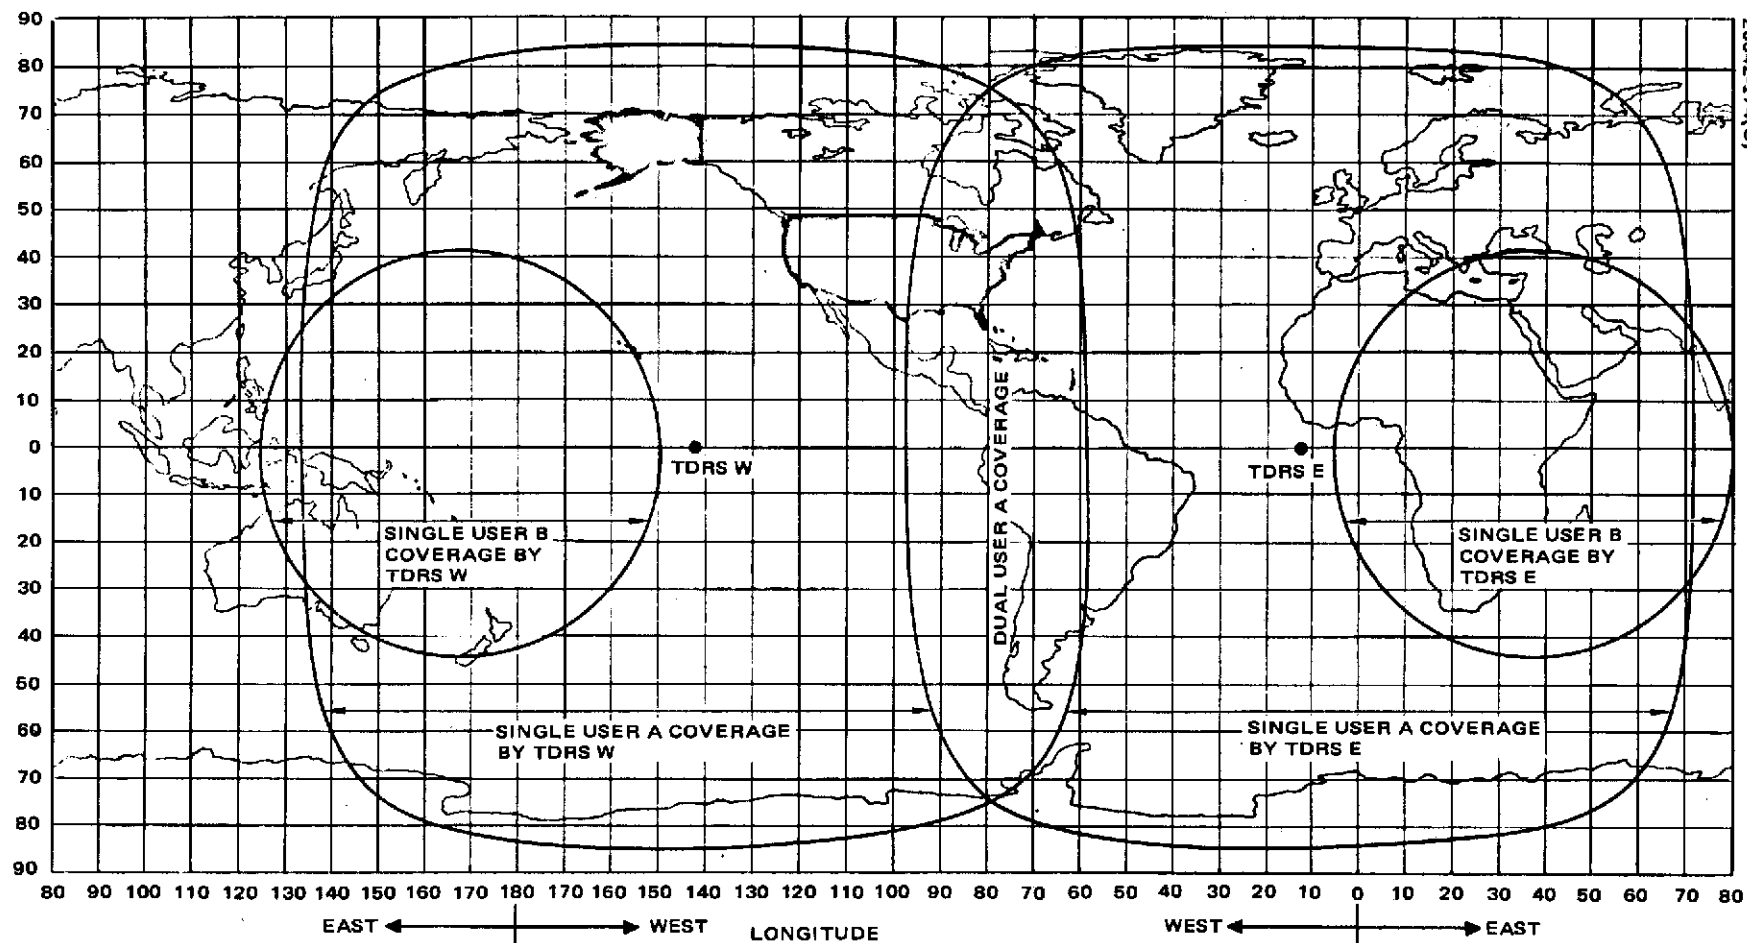 90
80
70
60
50
40
30
20
10
0
10
20
30
40
50
60
70
80
90
TDRS W
TDRS E
DUAL USER A COVERAGE
SINGLE USER B
COVERAGE BY
TDRS W
SINGLE USER B
COVERAGE BY
TDRS E
SINGLE USER A COVERAGE
BY TDRS W
SINGLE USER A COVERAGE
BY TDRS E
80 90 100 110 120 130 140 150 160 170 180 170 160 150 140 130 120 110 100 90 80 70 60 50 40 30 20 10 0 10 20 30 40 50 60 70 80
EAST WEST LONGITUDE WEST EAST